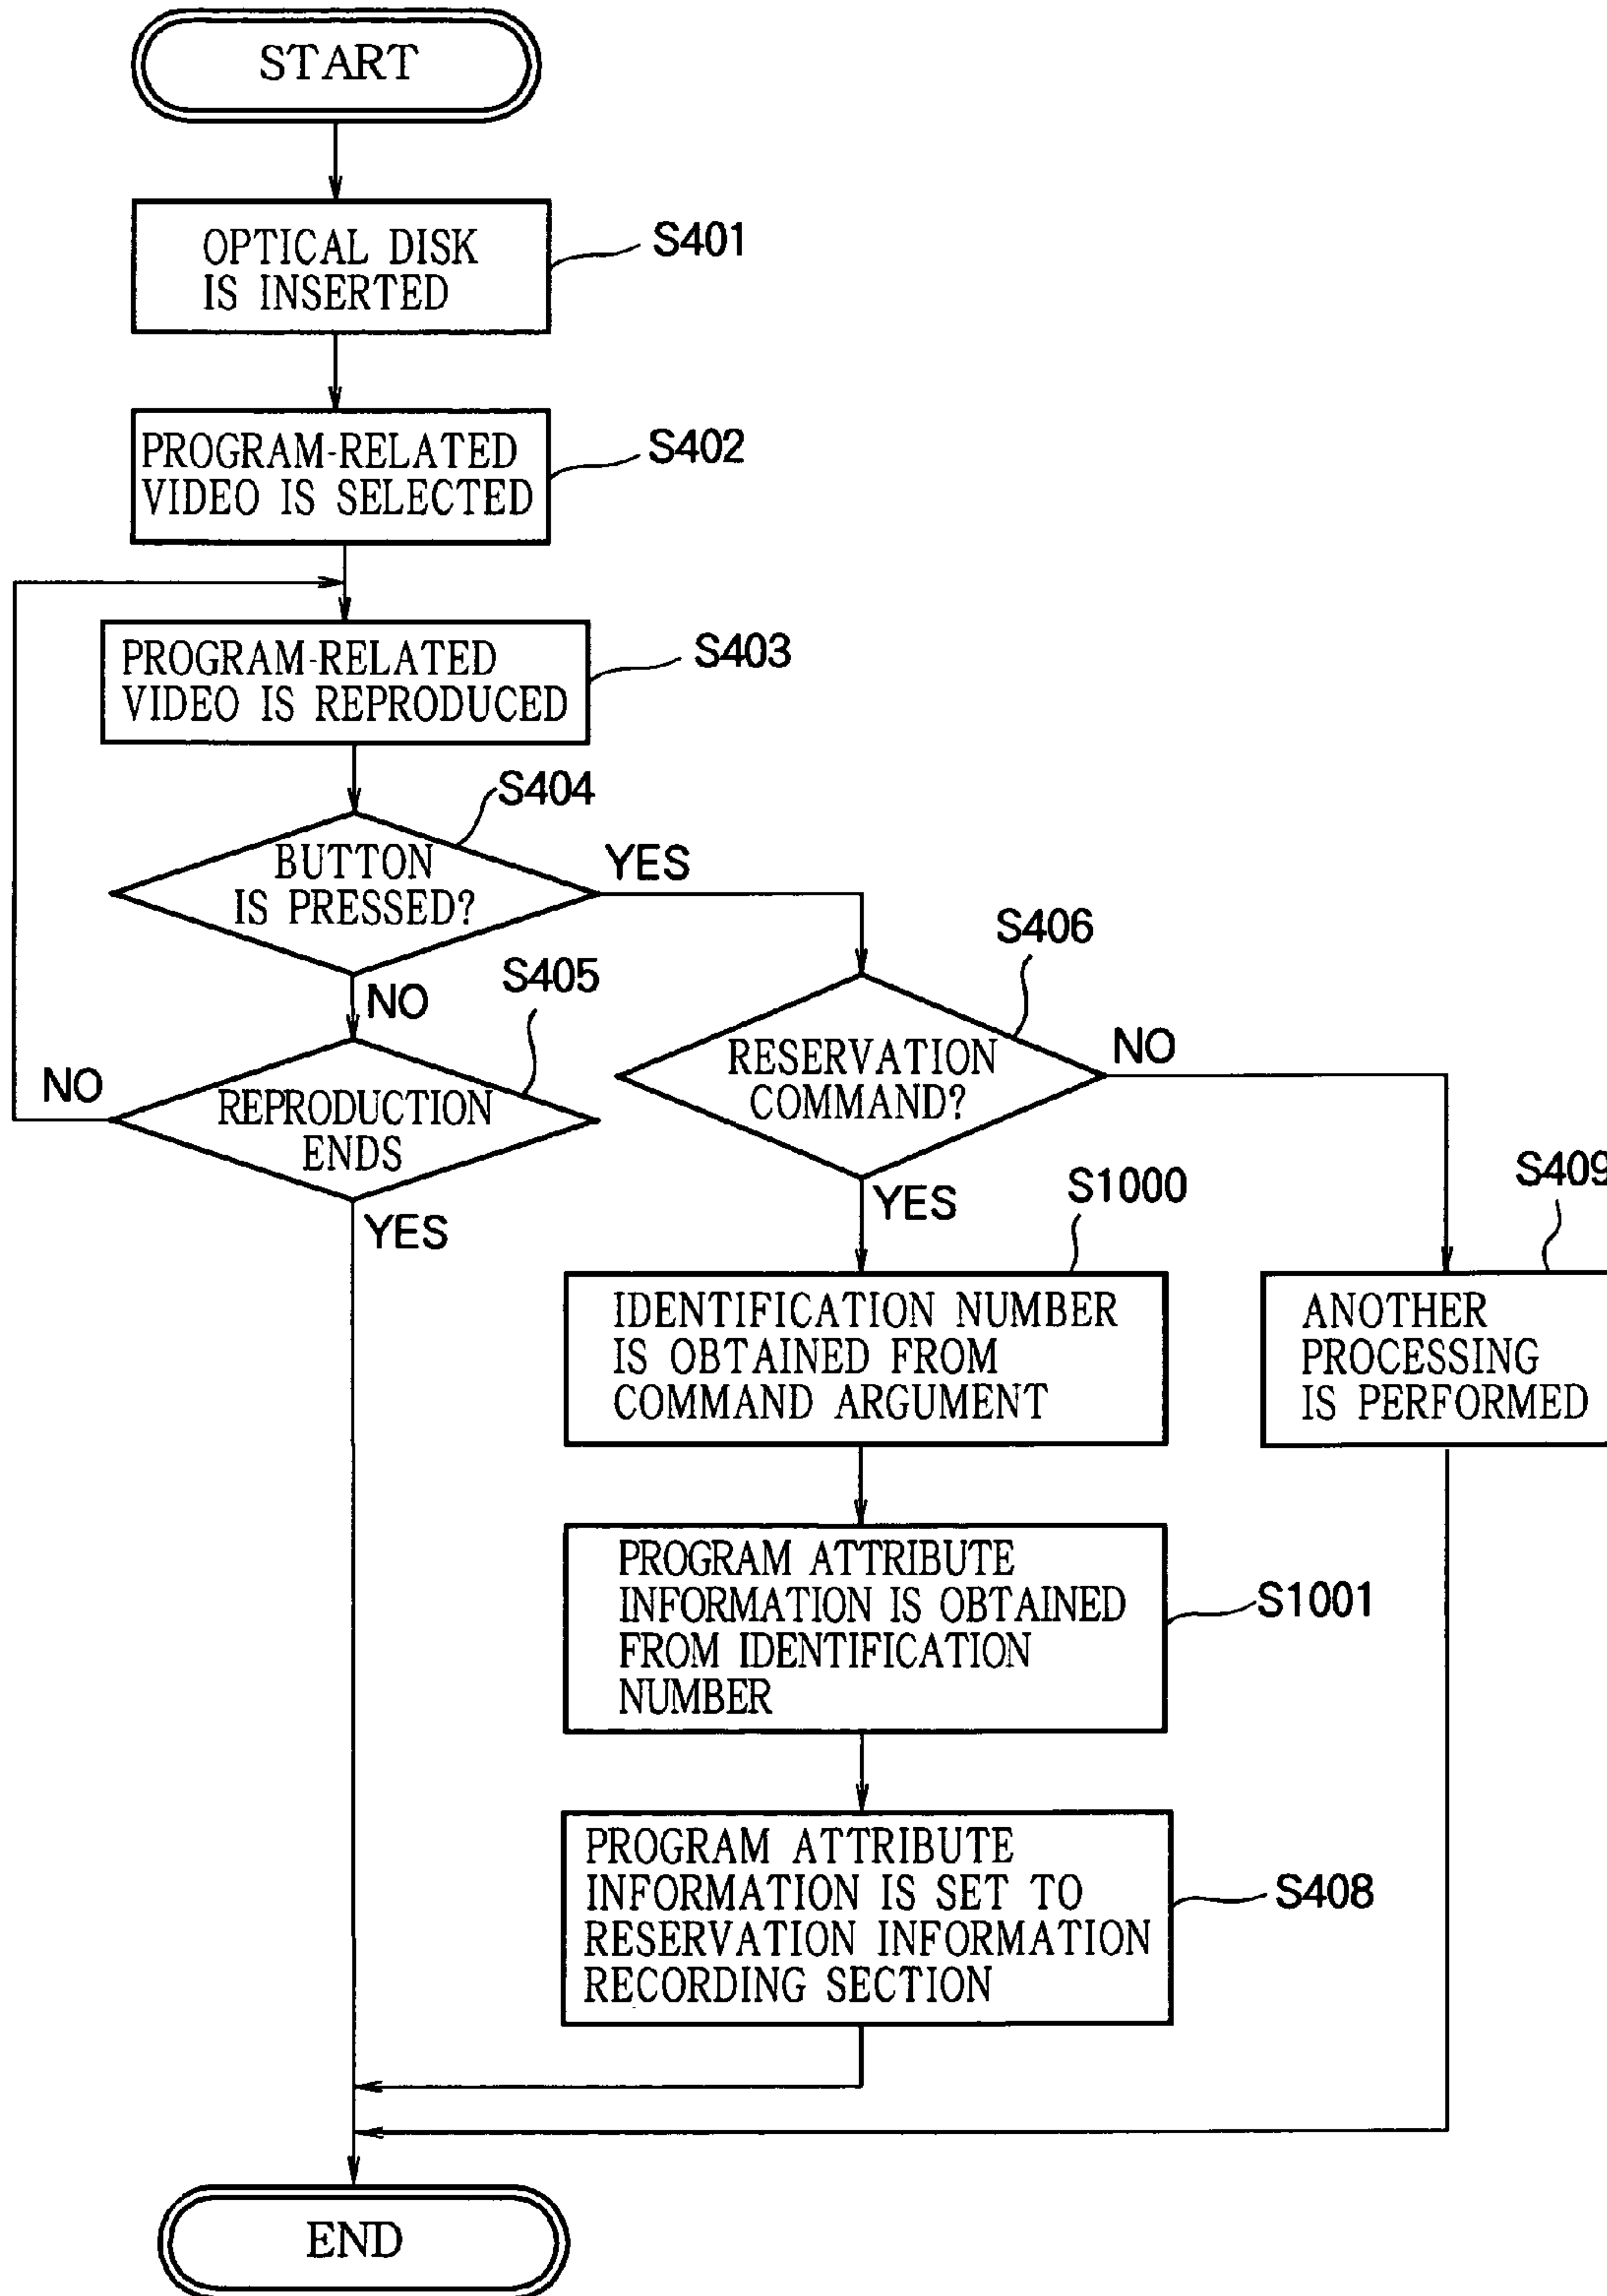 START
OPTICAL DISK
IS INSERTED
S401
PROGRAM-RELATED
VIDEO IS SELECTED
S402
PROGRAM-RELATED
VIDEO IS REPRODUCED
S403
S404
BUTTON
IS PRESSED?
YES
NO
S405
REPRODUCTION
ENDS
NO
YES
S406
RESERVATION
COMMAND?
NO
YES
S1000
IDENTIFICATION NUMBER
IS OBTAINED FROM
COMMAND ARGUMENT
S409
ANOTHER
PROCESSING
IS PERFORMED
PROGRAM ATTRIBUTE
INFORMATION IS OBTAINED
FROM IDENTIFICATION
NUMBER
S1001
PROGRAM ATTRIBUTE
INFORMATION IS SET TO
RESERVATION INFORMATION
RECORDING SECTION
S408
END